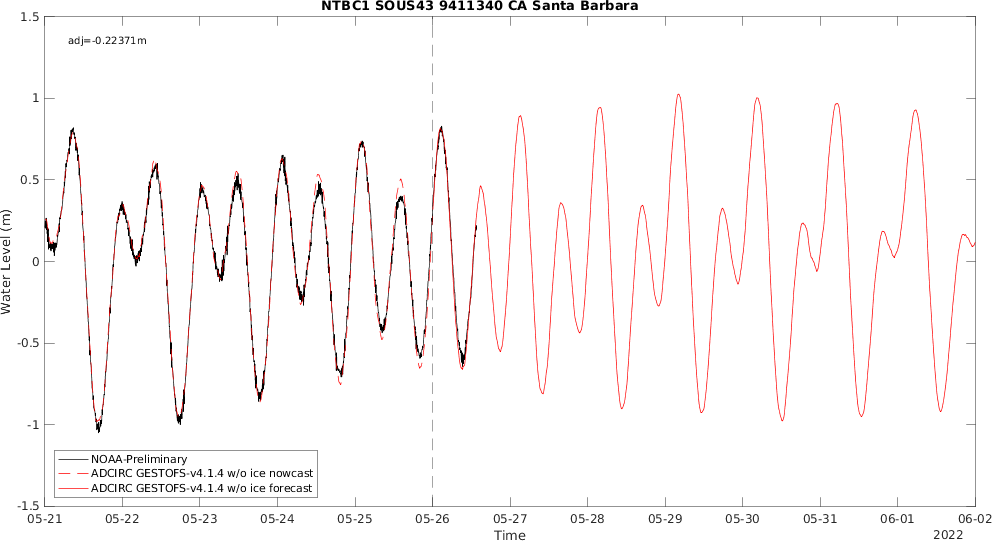 NTBC1 SOUS43 9411340 CA Santa Barbara
adj=-0.22371m
1.5
1
0.5
0
-0.5
-1
-1.5
Water Level (m)
NOAA-Preliminary
ADCIRC GESTOFS-v4.1.4 w/o ice nowcast
ADCIRC GESTOFS-v4.1.4 w/o ice forecast
05-21 05-22 05-23 05-24 05-25 05-26 05-27 05-28 05-29 05-30 05-31 06-01 06-02
Time
2022